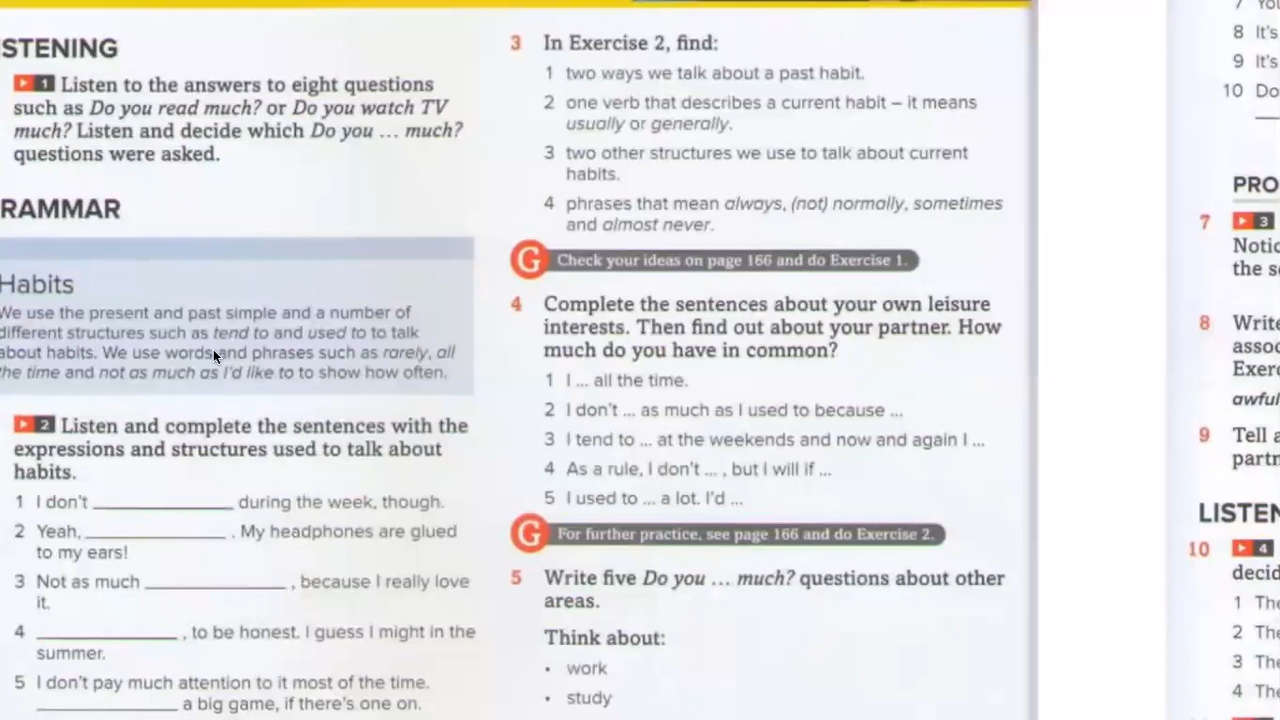 STENING
1 Listen to the answers to eight questions
such as Do you read much? or Do you watch TV
much? Listen and decide which Do you ... much?
questions were asked.
RAMMAR
Habits
We use the present and past simple and a number of
different structures such as tend to and used to to talk
about habits. We use words and phrases such as rarely, all
the time and not as much as I'd like to to show how often.
2 Listen and complete the sentences with the
expressions and structures used to talk about
habits.
1 I don't ______ during the week, though.
2 Yeah, ______ . My headphones are glued
to my ears!
3 Not as much ______ , because I really love
it.
4 ______ , to be honest. I guess I might in the
summer.
5 I don't pay much attention to it most of the time.
______ a big game, if there's one on.
3 In Exercise 2, find:
1 two ways we talk about a past habit.
2 one verb that describes a current habit – it means
usually or generally.
3 two other structures we use to talk about current
habits.
4 phrases that mean always, (not) normally, sometimes
and almost never.
G Check your ideas on page 166 and do Exercise 1.
4 Complete the sentences about your own leisure
interests. Then find out about your partner. How
much do you have in common?
1 I ... all the time.
2 I don't ... as much as I used to because ...
3 I tend to ... at the weekends and now and again I ...
4 As a rule, I don't ... , but I will if ...
5 I used to ... a lot. I'd ...
G For further practice, see page 166 and do Exercise 2.
5 Write five Do you ... much? questions about other
areas.
Think about:
• work
• study
7 You
8 It's
9 It's
10 Do
PRO
7 3
Notic
the s
8 Write
asso
Exerc
awful
9 Tell a
partn
LISTEN
10 4
decid
1 The
2 The
3 The
4 The